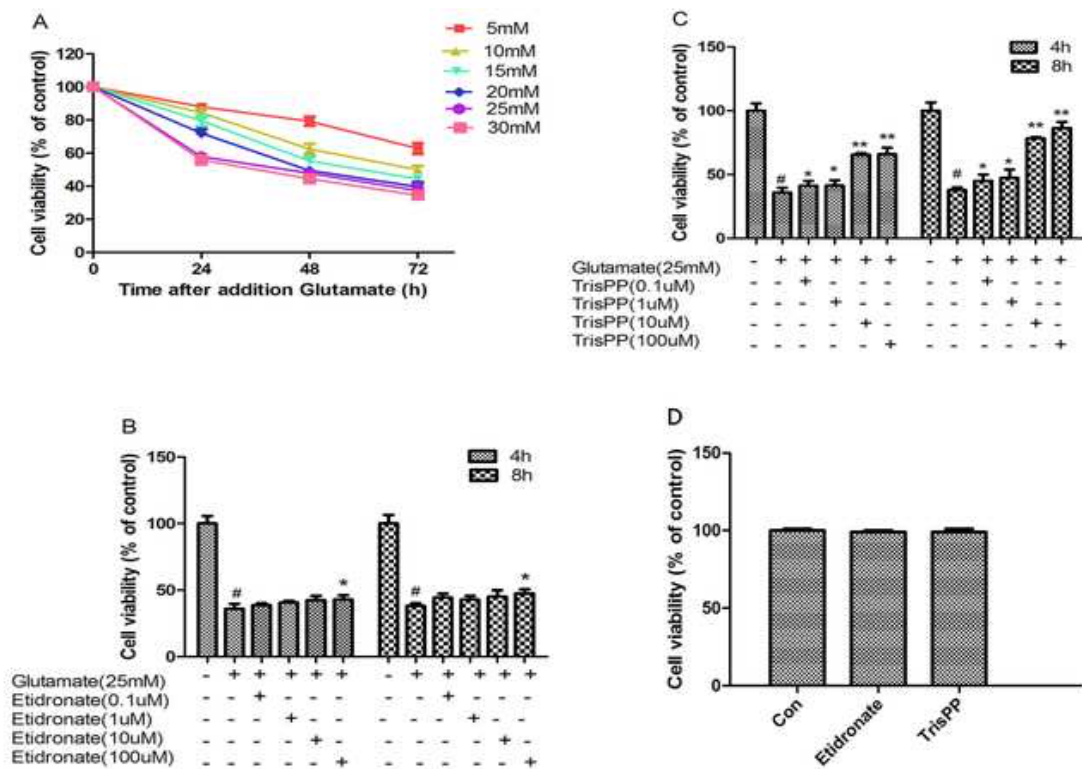 A
5mM
10mM
15mM
20mM
25mM
30mM
Cell viability (% of control)
120
100
80
60
40
20
0
0 24 48 72
Time after addition Glutamate (h)
C
4h
8h
Cell viability (% of control)
150
100
50
0
# * * ** ** # * * ** **
Glutamate(25mM) - + + + + + - + + + + +
TrisPP(0.1uM) - - + - - - - - + - - -
TrisPP(1uM) - - - + - - - - - + - -
TrisPP(10uM) - - - - + - - - - - + -
TrisPP(100uM) - - - - - + - - - - - +
B
4h
8h
Cell viability (% of control)
150
100
50
0
# * # *
Glutamate(25mM) - + + + + + - + + + + +
Etidronate(0.1uM) - - + - - - - - + - - -
Etidronate(1uM) - - - + - - - - - + - -
Etidronate(10uM) - - - - + - - - - - + -
Etidronate(100uM) - - - - - + - - - - - +
D
Cell viability (% of control)
150
100
50
0
Con Etidronate TrisPP